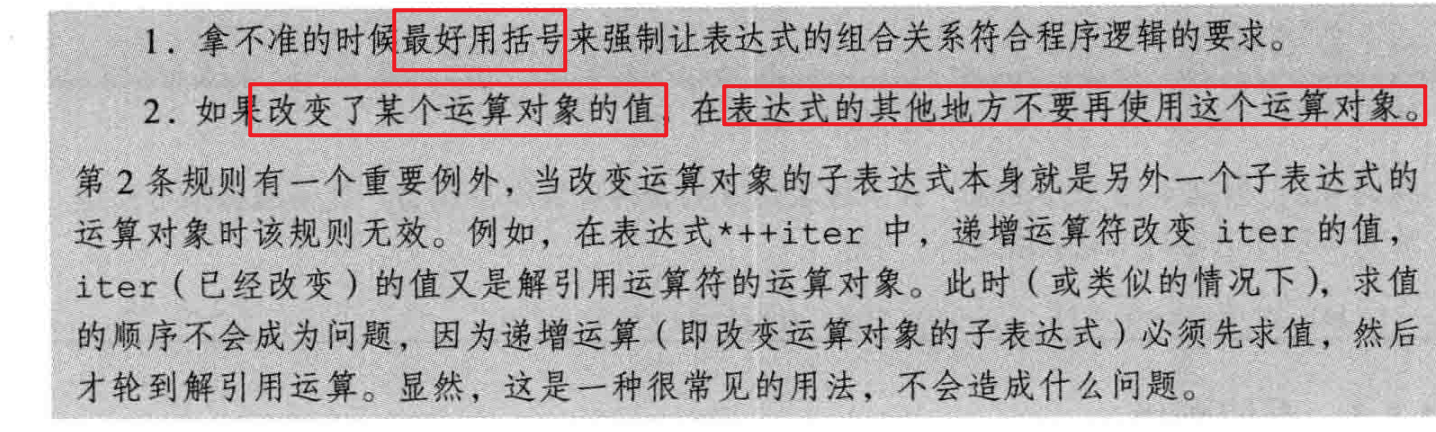 1. 拿不准的时候最好用括号来强制让表达式的组合关系符合程序逻辑的要求。
2. 如果改变了某个运算对象的值，在表达式的其他地方不要再使用这个运算对象。
第2条规则有一个重要例外，当改变运算对象的子表达式本身就是另外一个子表达式的
运算对象时该规则无效。例如，在表达式*++iter 中，递增运算符改变 iter 的值，
iter（已经改变）的值又是解引用运算符的运算对象。此时（或类似的情况下），求值
的顺序不会成为问题，因为递增运算（即改变运算对象的子表达式）必须先求值，然后
才轮到解引用运算。显然，这是一种很常见的用法，不会造成什么问题。